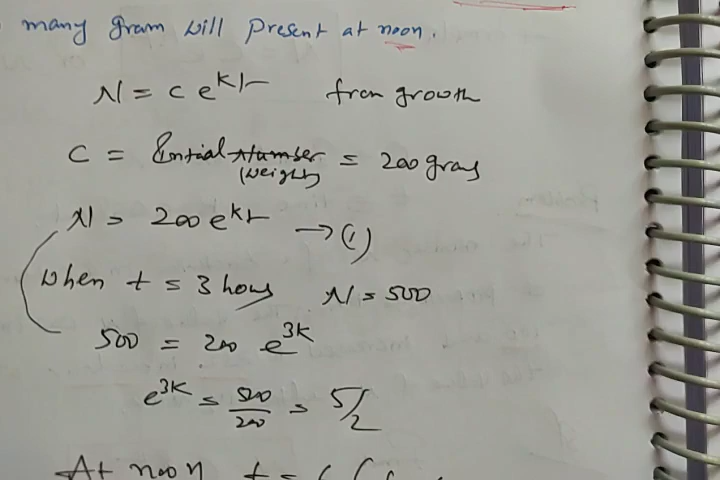 many gram will present at noon.
N = c e^kt from growth
C = Initial Number (weight) = 200 grams
N = 200 e^kt → (1)
when t = 3 hours N = 500
500 = 200 e^3k
e^3k = 500/200 = 5/2
At noon t =